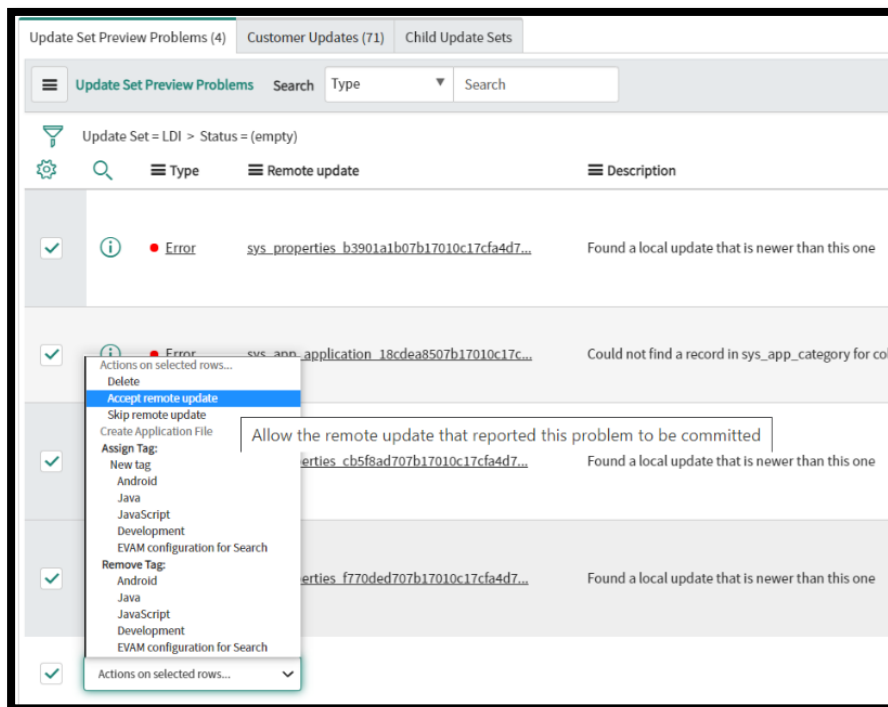 Update Set Preview Problems (4) Customer Updates (71) Child Update Sets
Update Set Preview Problems Search Type Search
Update Set = LDI > Status = (empty)
Type Remote update Description
Error sys_properties_b3901a1b07b17010c17cfa4d7... Found a local update that is newer than this one
Error sys_app_application_18cdea8507b17010c17c... Could not find a record in sys_app_category for col
Actions on selected rows...
Delete
Accept remote update
Skip remote update
Create Application File
Allow the remote update that reported this problem to be committed
Assign Tag:
New tag
erties_cb5f8ad707b17010c17cfa4d7... Found a local update that is newer than this one
Android
Java
JavaScript
Development
EVAM configuration for Search
Remove Tag:
Android
erties_f770ded707b17010c17cfa4d7... Found a local update that is newer than this one
Java
JavaScript
Development
EVAM configuration for Search
Actions on selected rows...